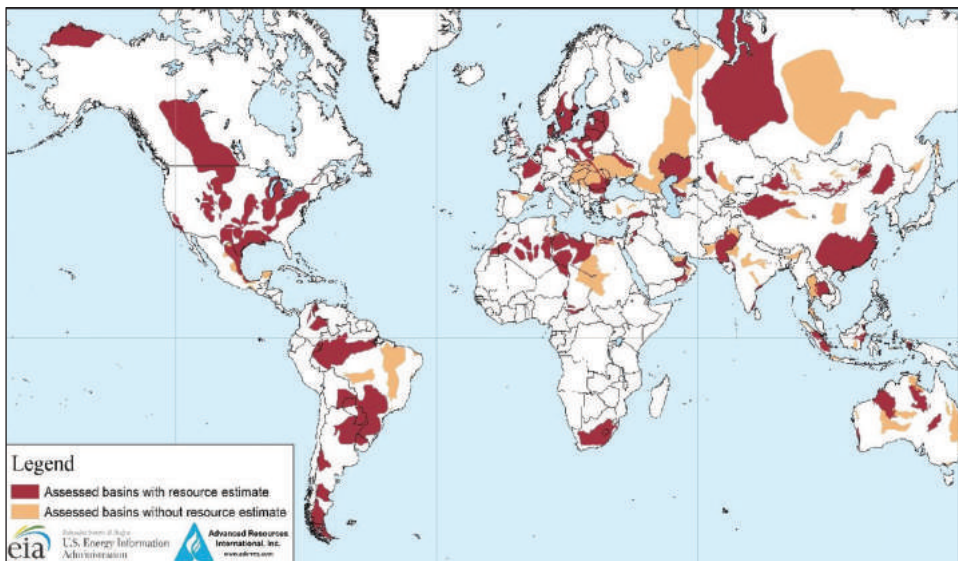 Legend
Assessed basins with resource estimate
Assessed basins without resource estimate
eia
U.S. Energy Information
Administration
Advanced Resources
International, Inc.